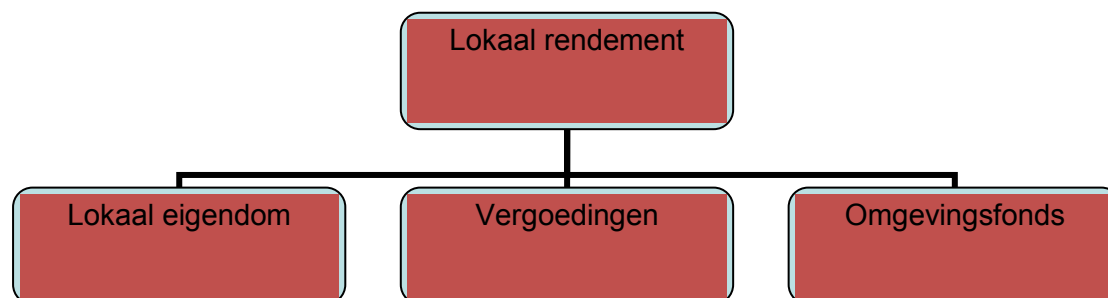 Lokaal rendement
Lokaal eigendom
Vergoedingen
Omgevingsfonds